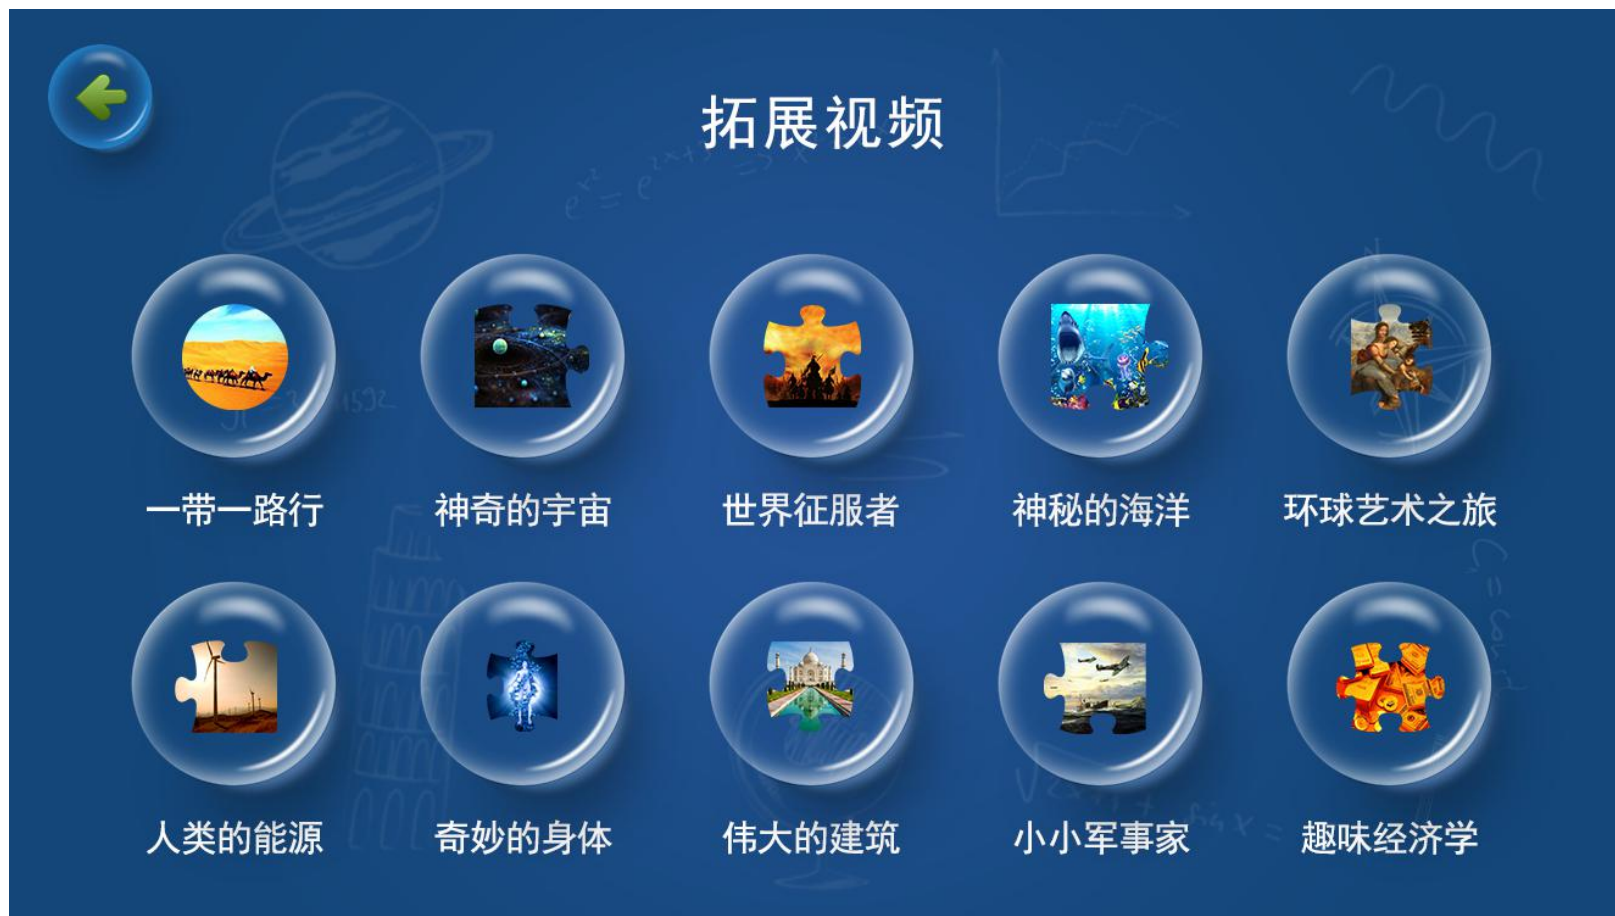 拓展视频
一带一路行
神奇的宇宙
世界征服者
神秘的海洋
环球艺术之旅
人类的能源
奇妙的身体
伟大的建筑
小小军事家
趣味经济学